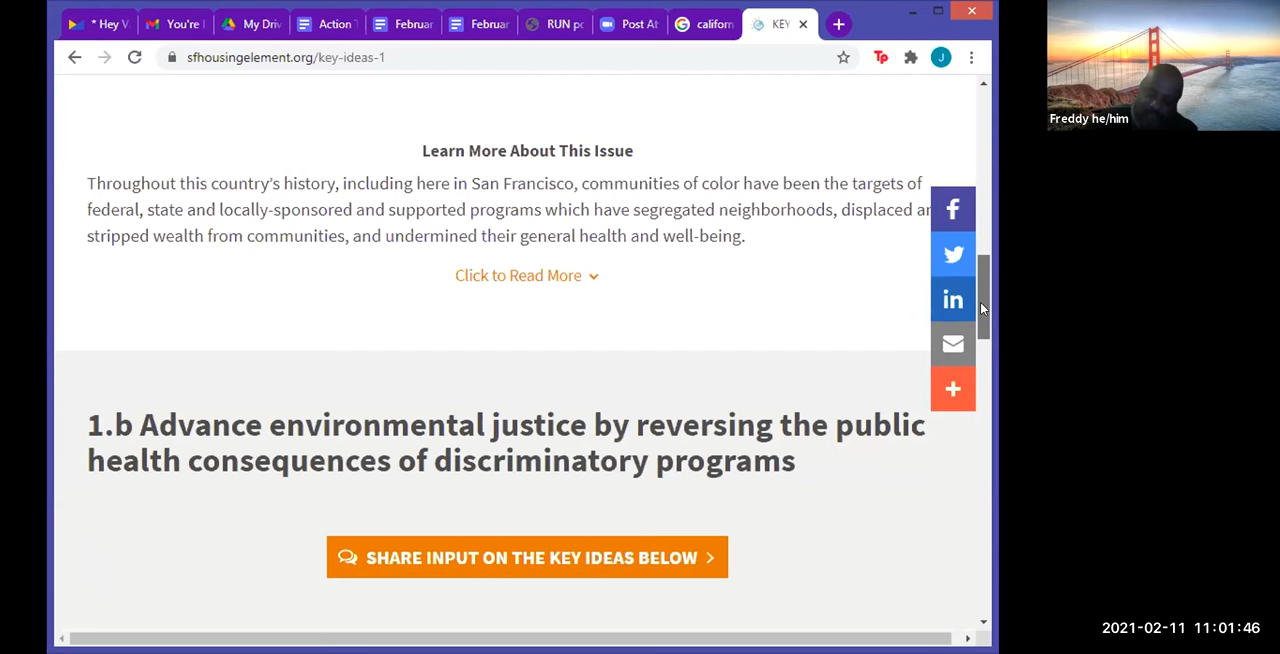 * Hey V
You're
My Driv
Action
Februar
Februar
RUN po
Post At
californ
KEY
sfhousingelement.org/key-ideas-1
Tp
J
Freddy he/him
Learn More About This Issue
Throughout this country's history, including here in San Francisco, communities of color have been the targets of
federal, state and locally-sponsored and supported programs which have segregated neighborhoods, displaced an
stripped wealth from communities, and undermined their general health and well-being.
Click to Read More
f
in
1.b Advance environmental justice by reversing the public
health consequences of discriminatory programs
SHARE INPUT ON THE KEY IDEAS BELOW
2021-02-11 11:01:46